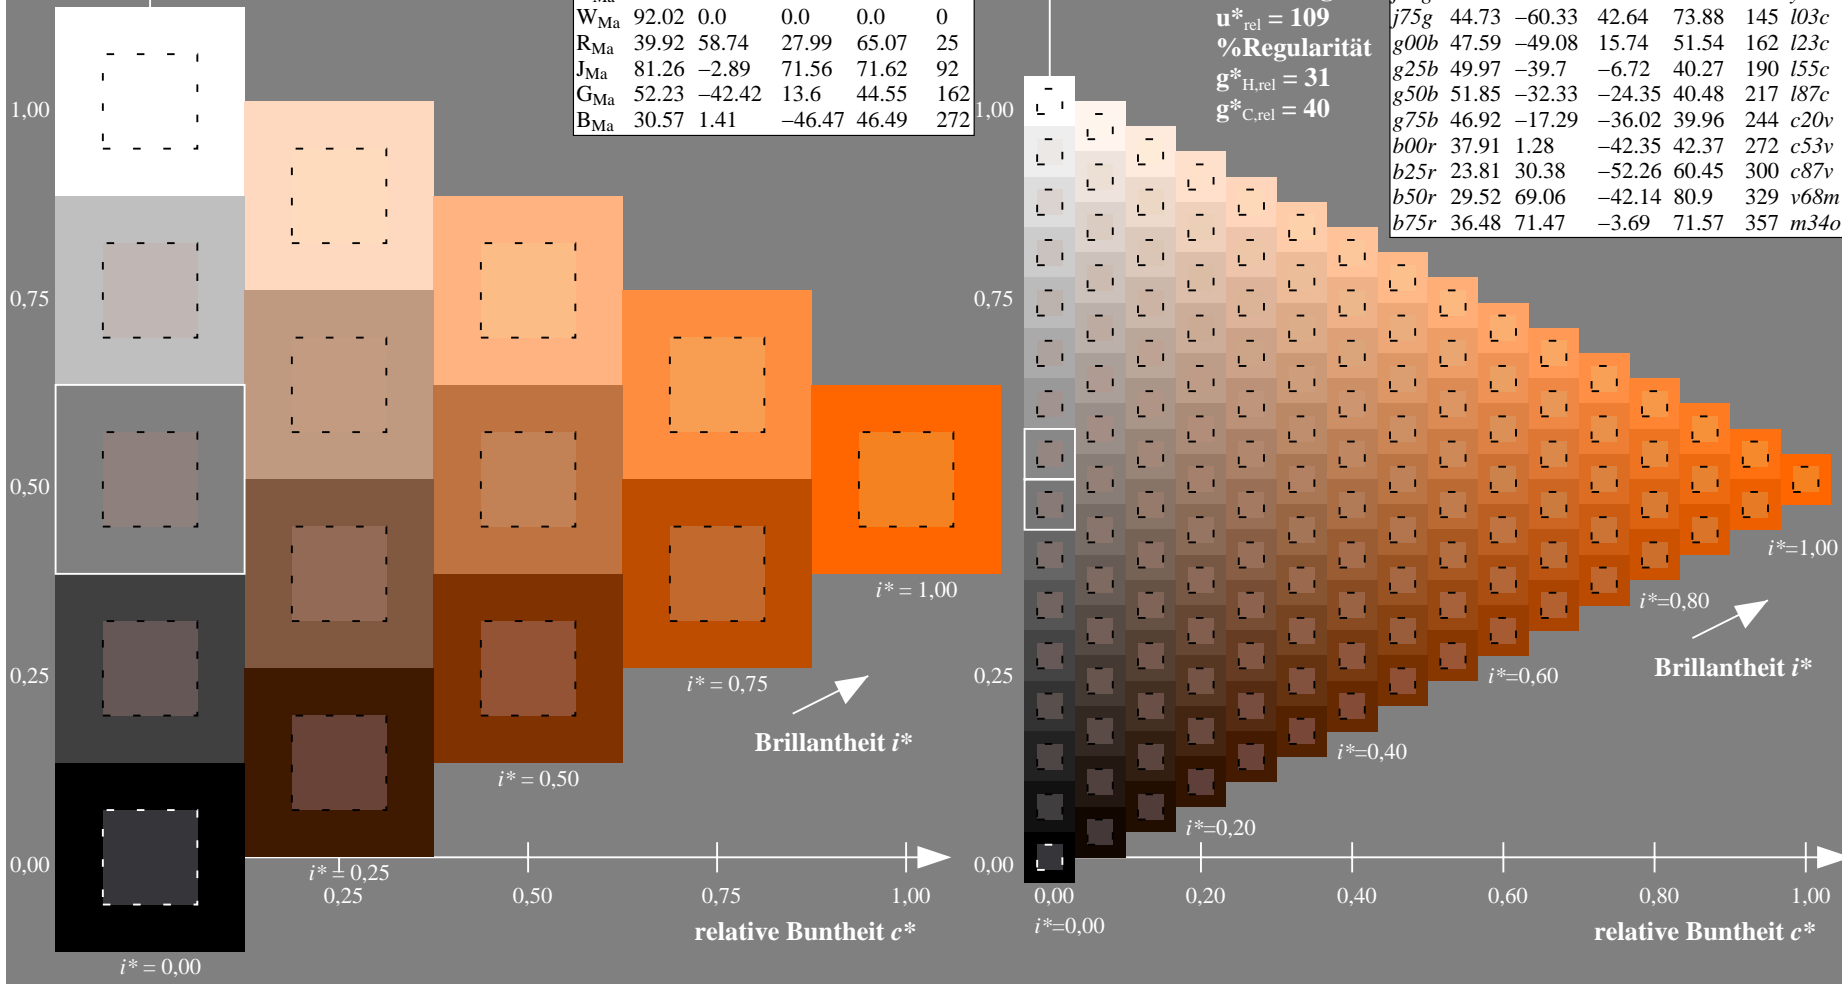 W Ma 92.02 0.0 0.0 0.0 0
R Ma 39.92 58.74 27.99 65.07 25
J Ma 81.26 −2.89 71.56 71.62 92
G Ma 52.23 −42.42 13.6 44.55 162
B Ma 30.57 1.41 −46.47 46.49 272
u* rel = 109
%Regularität
g* H,rel = 31
g* C,rel = 40
j75g 44.73 −60.33 42.64 73.88 145 l03c
g00b 47.59 −49.08 15.74 51.54 162 l23c
g25b 49.97 −39.7 −6.72 40.27 190 l55c
g50b 51.85 −32.33 −24.35 40.48 217 l87c
g75b 46.92 −17.29 −36.02 39.96 244 c20v
b00r 37.91 1.28 −42.35 42.37 272 c53v
b25r 23.81 30.38 −52.26 60.45 300 c87v
b50r 29.52 69.06 −42.14 80.9 329 v68m
b75r 36.48 71.47 −3.69 71.57 357 m34o
1,00
0,75
0,50
0,25
0,00
i* = 1,00
i* = 0,75
Brillantheit i*
i* = 0,50
i* = 0,25
0,25 0,50 0,75 1,00
relative Buntheit c*
i* = 0,00
1,00
0,75
0,50
0,25
0,00
i*=1,00
i*=0,80
Brillantheit i*
i*=0,60
i*=0,40
i*=0,20
0,00 0,20 0,40 0,60 0,80 1,00
i*=0,00
relative Buntheit c*